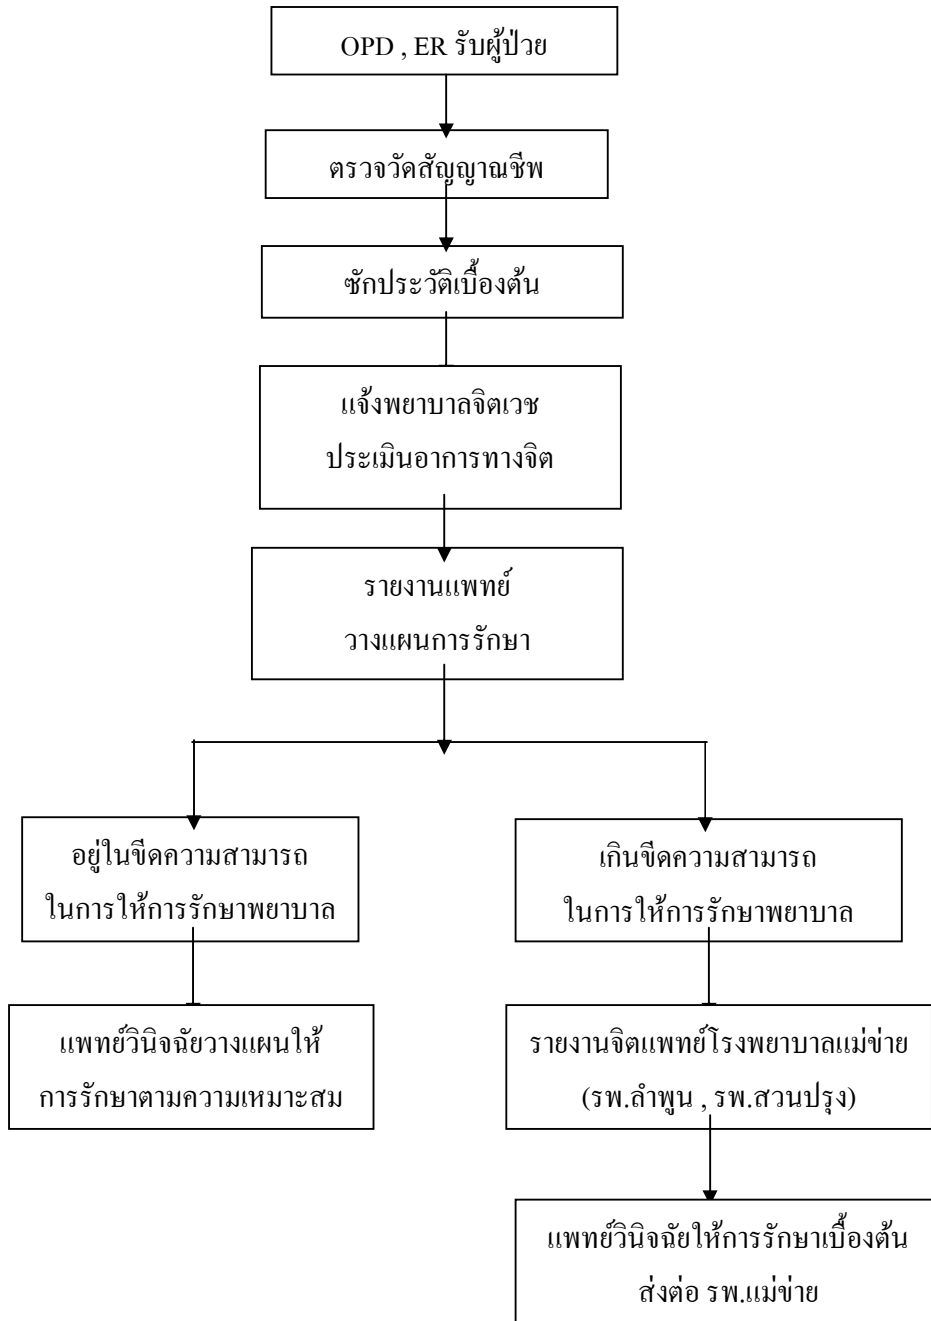 OPD , ER รับผู้ป่วย
ตรวจวัดสัญญาณชีพ
ซักประวัติเบื้องต้น
แจ้งพยาบาลจิตเวช
ประเมินอาการทางจิต
รายงานแพทย์
วางแผนการรักษา
อยู่ในขีดความสามารถ
ในการให้การรักษาพยาบาล
แพทย์วินิจฉัยวางแผนให้
การรักษาตามความเหมาะสม
เกินขีดความสามารถ
ในการให้การรักษาพยาบาล
รายงานจิตแพทย์โรงพยาบาลแม่ข่าย
(รพ.ลำพูน , รพ.สวนปรุง)
แพทย์วินิจฉัยให้การรักษาเบื้องต้น
ส่งต่อ รพ.แม่ข่าย